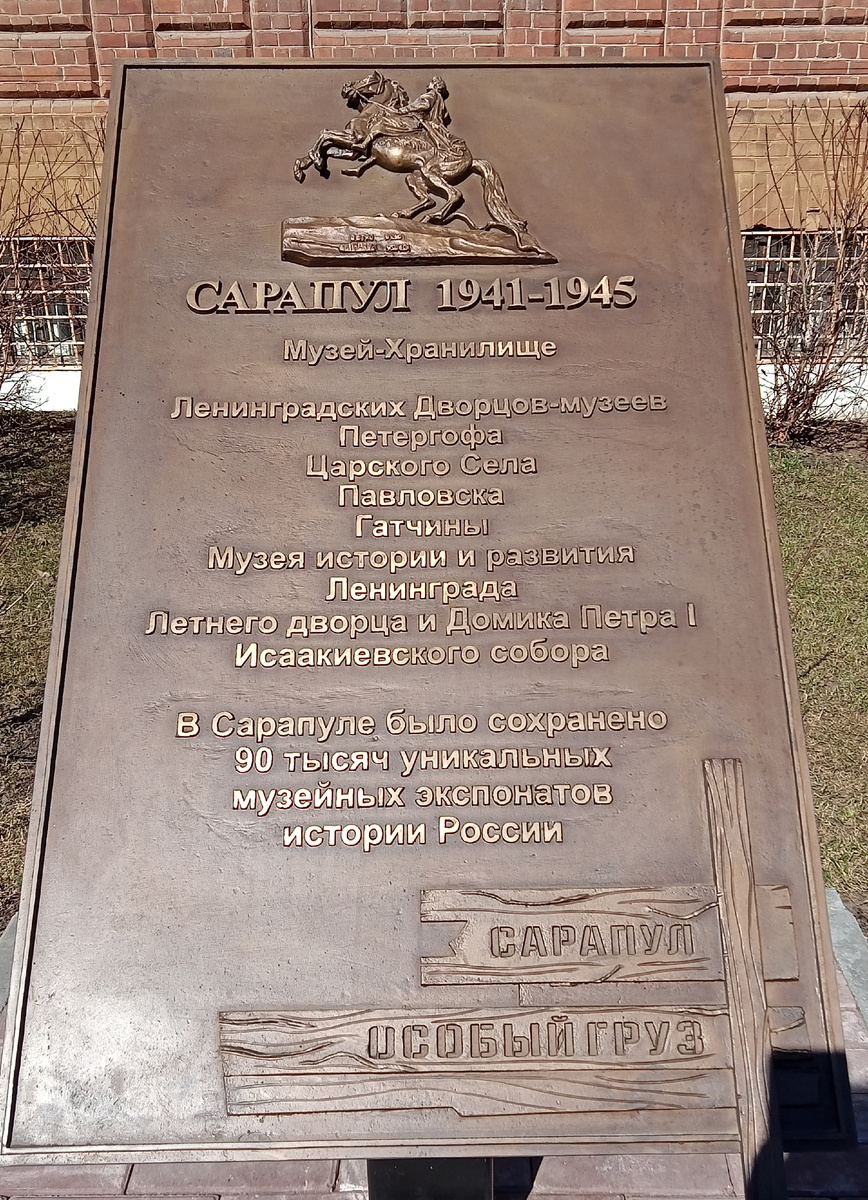 САРАПУЛ 1941-1945
Музей-Хранилище
Ленинградских Дворцов-музеев
Петергофа
Царского Села
Павловска
Гатчины
Музея истории и развития
Ленинграда
Летнего дворца и Домика Петра I
Исаакиевского собора
В Сарапуле было сохранено
90 тысяч уникальных
музейных экспонатов
истории России
САРАПУЛ
ОСОБЫЙ ГРУЗ